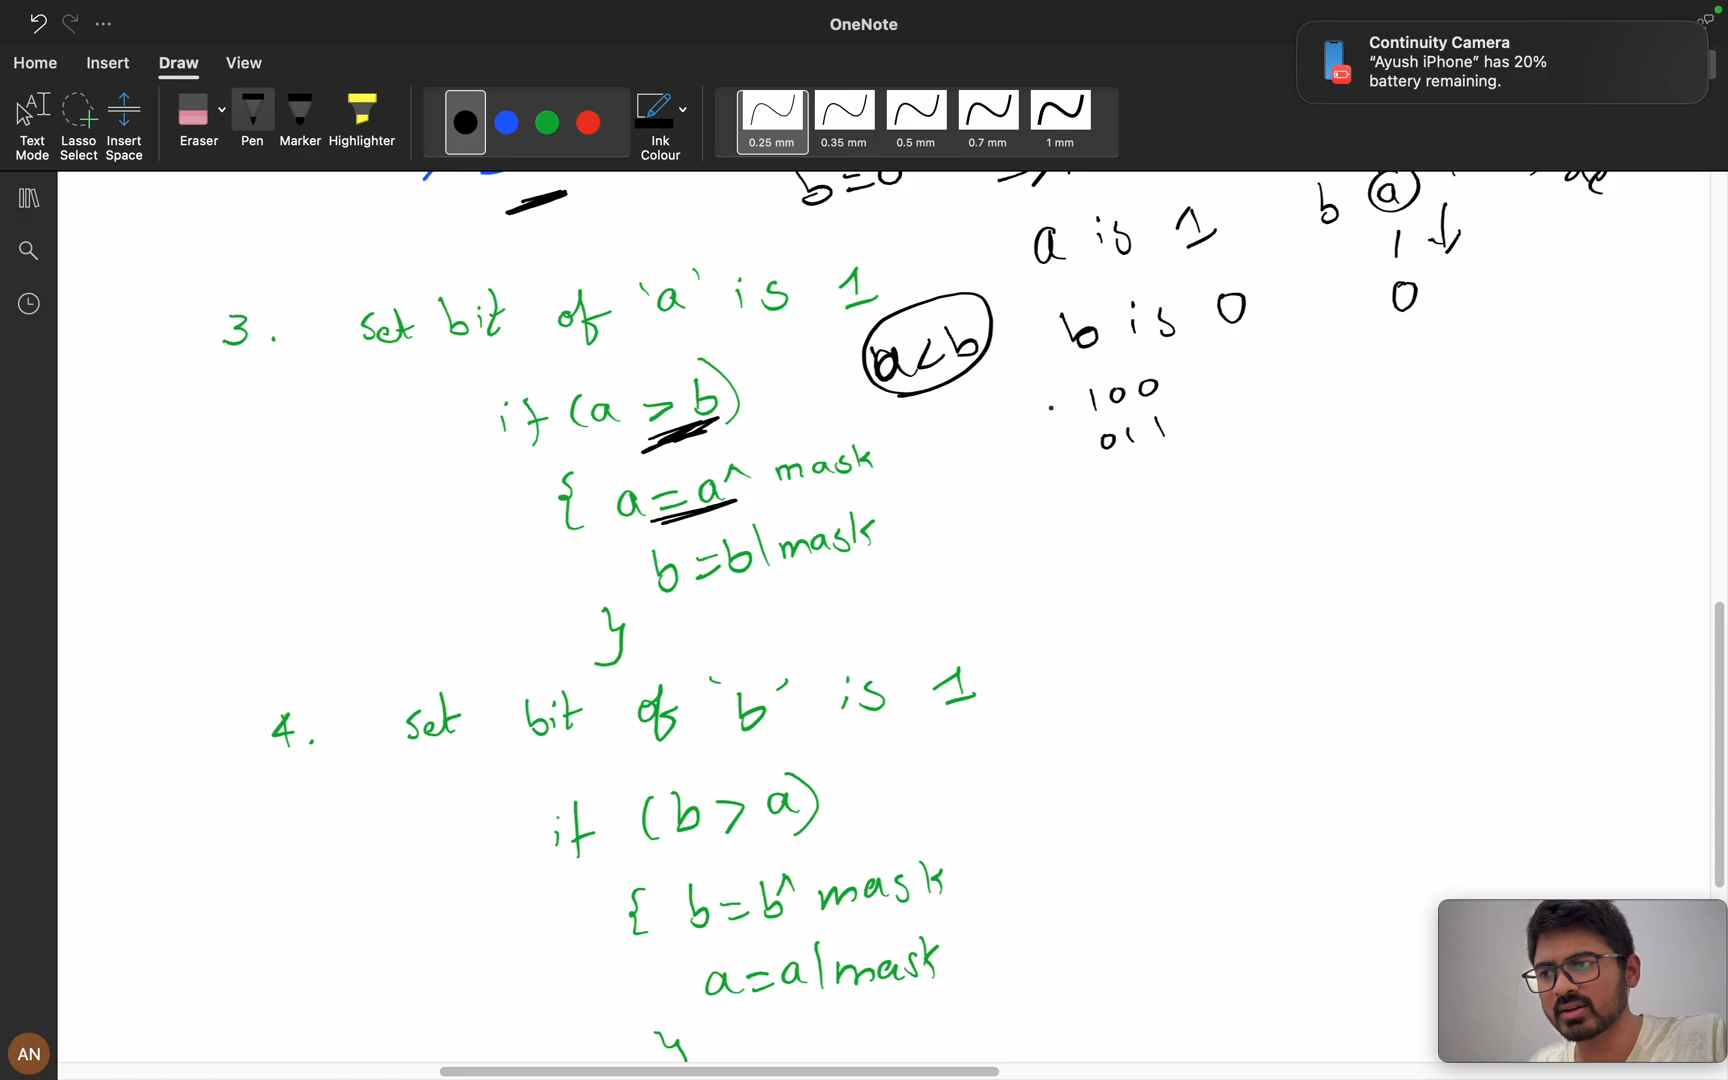 OneNote
Continuity Camera
“Ayush iPhone” has 20%
battery remaining.
Home Insert Draw View
Text Mode
Lasso Select
Insert Space
Eraser
Pen
Marker
Highlighter
Ink Colour
0.25 mm
0.35 mm
0.5 mm
0.7 mm
1 mm
b=0
b a
a is 1
1
0
3. set bit of 'a' is 1
a<b
b is 0
if (a > b)
100
011
{ a = a^ mask
b = b | mask
}
4. set bit of 'b' is 1
if (b > a)
{ b = b^ mask
a = a | mask
AN